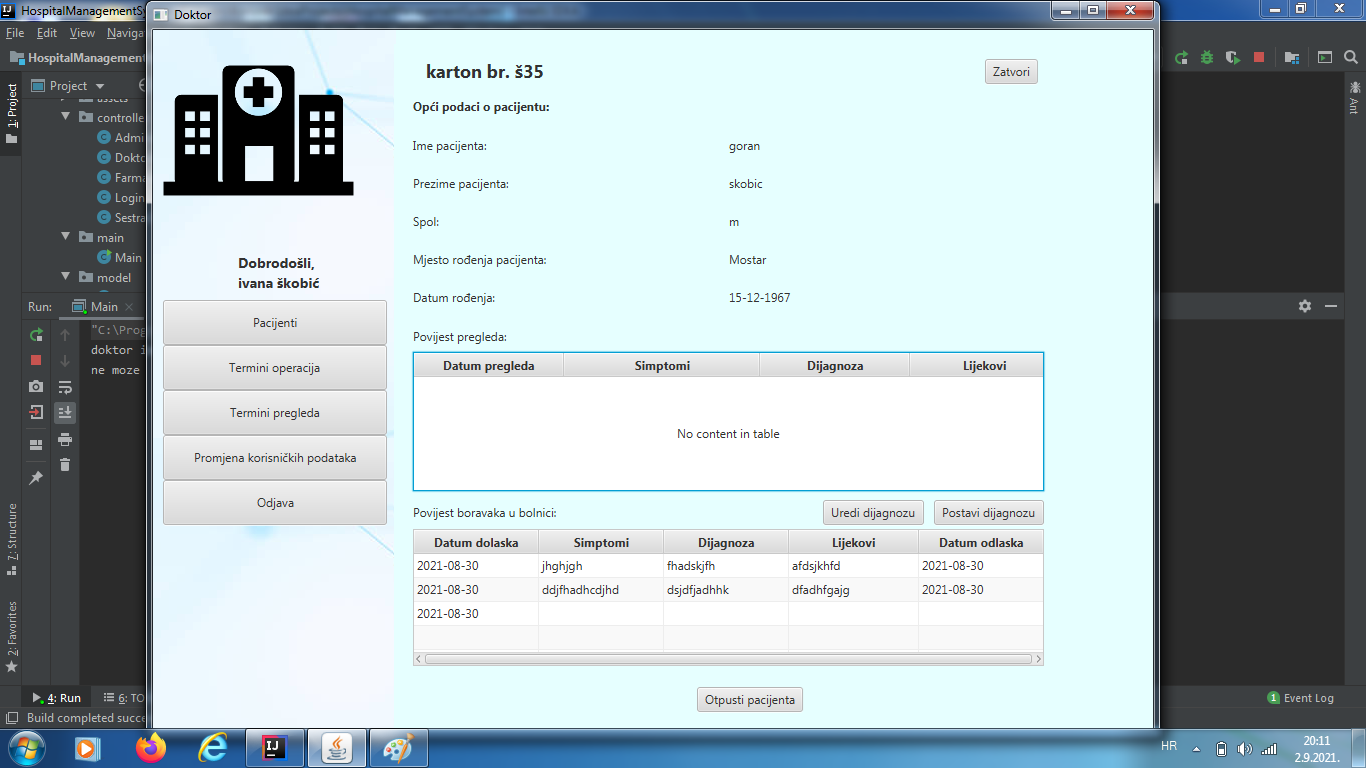 HospitalManagementSy
Doktor
File Edit View Naviga
HospitalManagement
Project
1: Project
assets
controlle
Admi
Dokto
Farma
Login
Sestra
main
Main
model
Run: Main
"C:\Prog
doktor i
ne moze
7: Structure
2: Favorites
4: Run 6: TO
Build completed succe
Dobrodošli,
ivana škobić
Pacijenti
Termini operacija
Termini pregleda
Promjena korisničkih podataka
Odjava
karton br. š35
Zatvori
Opći podaci o pacijentu:
Ime pacijenta: goran
Prezime pacijenta: skobic
Spol: m
Mjesto rođenja pacijenta: Mostar
Datum rođenja: 15-12-1967
Povijest pregleda:
Datum pregleda Simptomi Dijagnoza Lijekovi
No content in table
Povijest boravaka u bolnici: Uredi dijagnozu Postavi dijagnozu
Datum dolaska Simptomi Dijagnoza Lijekovi Datum odlaska
2021-08-30 jhghjgh fhadskjfh afdsjkhfd 2021-08-30
2021-08-30 ddjfhadhcdjhd dsjdfjadhhk dfadhfgajg 2021-08-30
2021-08-30
Otpusti pacijenta
Ant
1 Event Log
HR
20:11
2.9.2021.